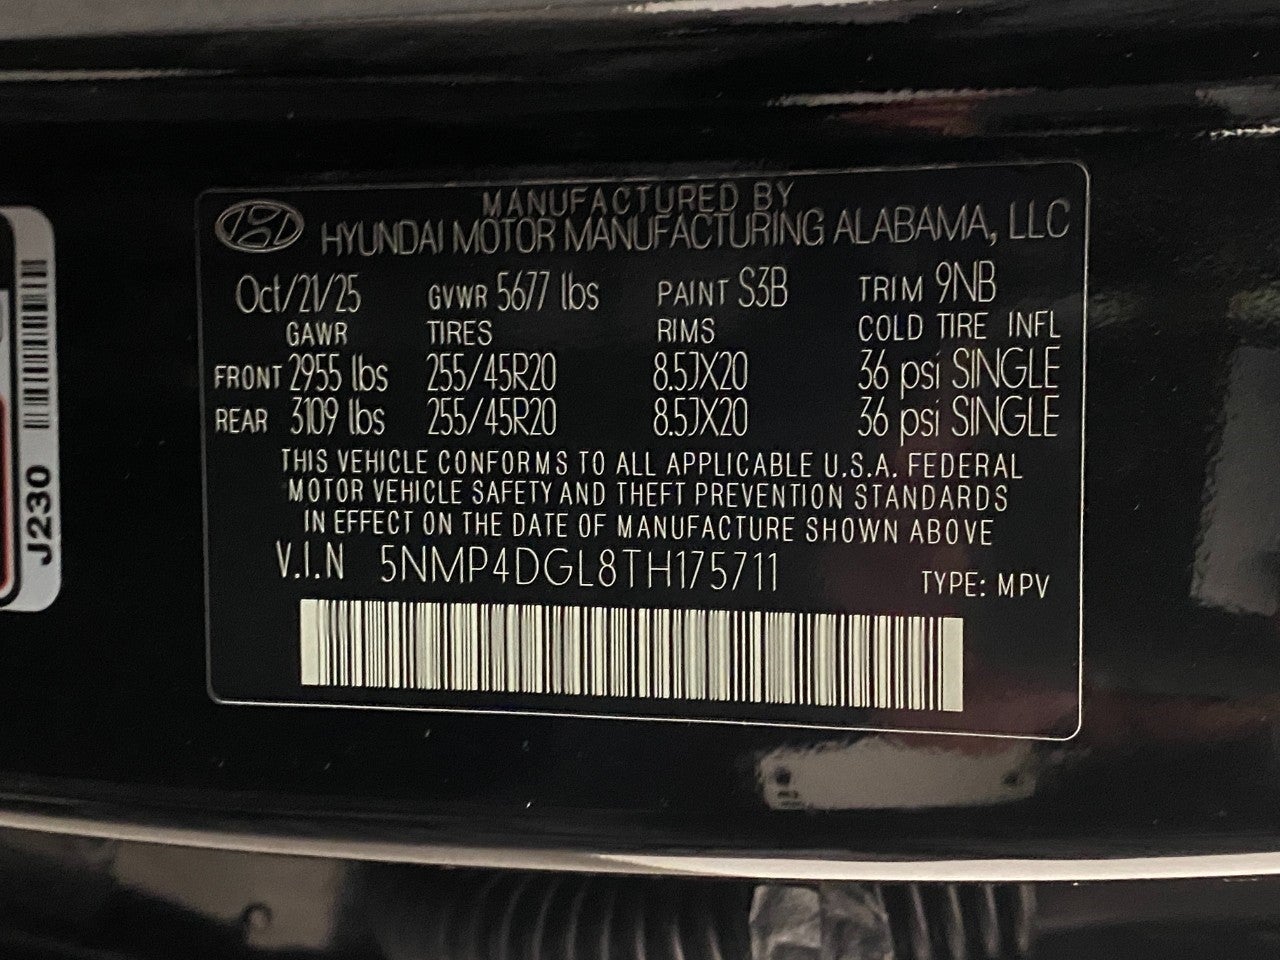 MANUFACTURED BY
HYUNDAI MOTOR MANUFACTURING ALABAMA, LLC
Oct/21/25 GVWR 5677 lbs PAINT S3B TRIM 9NB
GAWR TIRES RIMS COLD TIRE INFL
FRONT 2955 lbs 255/45R20 8.5JX20 36 psi SINGLE
REAR 3109 lbs 255/45R20 8.5JX20 36 psi SINGLE
THIS VEHICLE CONFORMS TO ALL APPLICABLE U.S.A. FEDERAL
MOTOR VEHICLE SAFETY AND THEFT PREVENTION STANDARDS
IN EFFECT ON THE DATE OF MANUFACTURE SHOWN ABOVE
V.I.N 5NMP4DGL8TH175711 TYPE: MPV
J230